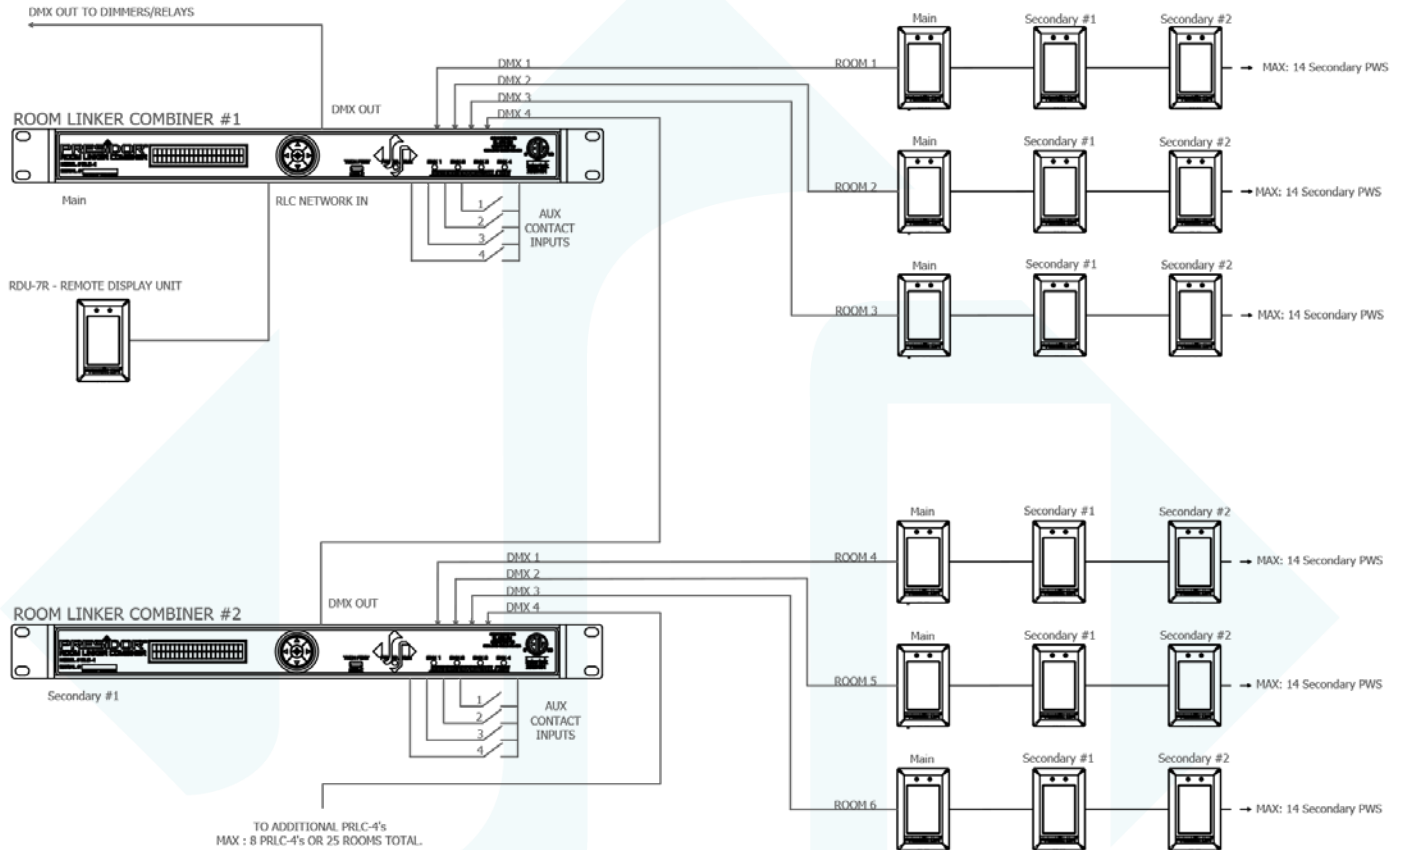 DMX OUT TO DIMMERS/RELAYS
DMX OUT
ROOM LINKER COMBINER #1
PRESIDOR
ROOM LINKER COMBINER
Main
RLC NETWORK IN
DMX 1
DMX 2
DMX 3
DMX 4
1
2
3
4
AUX
CONTACT
INPUTS
RDU-7R - REMOTE DISPLAY UNIT
ROOM 1
Main
Secondary #1
Secondary #2
MAX: 14 Secondary PWS
ROOM 2
Main
Secondary #1
Secondary #2
MAX: 14 Secondary PWS
ROOM 3
Main
Secondary #1
Secondary #2
MAX: 14 Secondary PWS
DMX OUT
ROOM LINKER COMBINER #2
PRESIDOR
ROOM LINKER COMBINER
Secondary #1
DMX 1
DMX 2
DMX 3
DMX 4
1
2
3
4
AUX
CONTACT
INPUTS
ROOM 4
Main
Secondary #1
Secondary #2
MAX: 14 Secondary PWS
ROOM 5
Main
Secondary #1
Secondary #2
MAX: 14 Secondary PWS
ROOM 6
Main
Secondary #1
Secondary #2
MAX: 14 Secondary PWS
TO ADDITIONAL PRLC-4's
MAX : 8 PRLC-4's OR 25 ROOMS TOTAL.